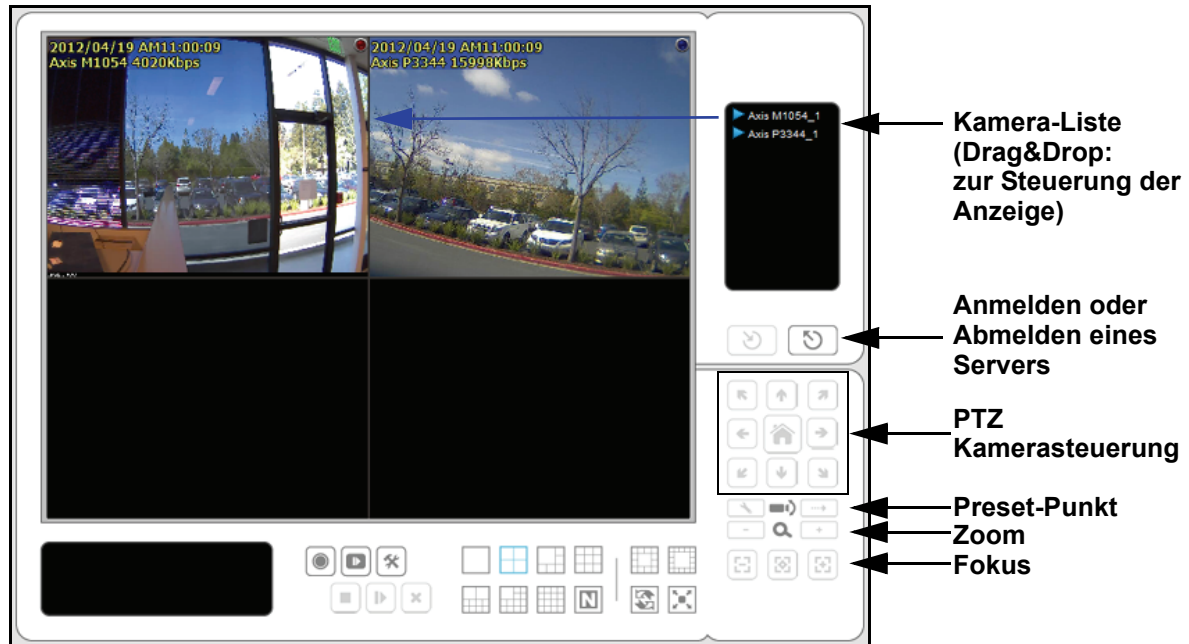 2012/04/19 AM11:00:09
Axis M1054 4020Kbps
2012/04/19 AM11:00:09
Axis P3344 15998Kbps
Axis M1054_1
Axis P3344_1
Kamera-Liste
(Drag&Drop:
zur Steuerung der
Anzeige)
Anmelden oder
Abmelden eines
Servers
PTZ
Kamerasteuerung
Preset-Punkt
Zoom
Fokus
N